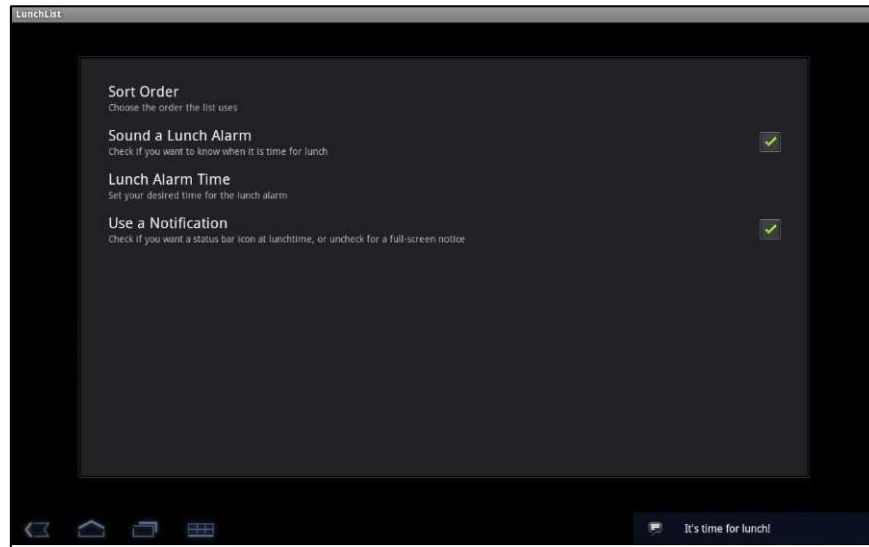 LunchList
Sort Order
Choose the order the list uses
Sound a Lunch Alarm
Check if you want to know when it is time for lunch
Lunch Alarm Time
Set your desired time for the lunch alarm
Use a Notification
Check if you want a status bar icon at lunchtime, or uncheck for a full-screen notice
It's time for lunch!